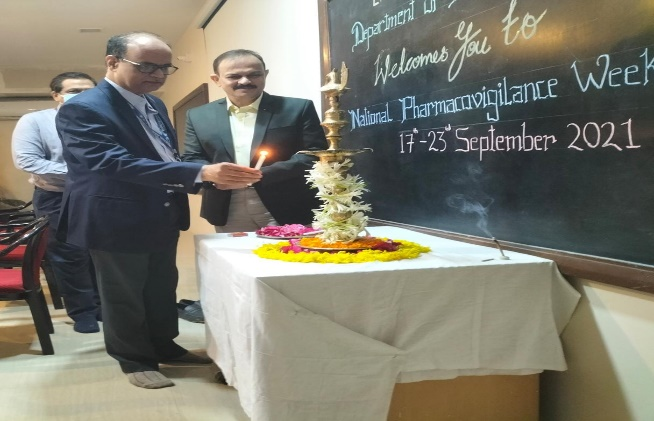 Department of
Welcomes You to
National Pharmacovigilance Week
17th-23rd September 2021